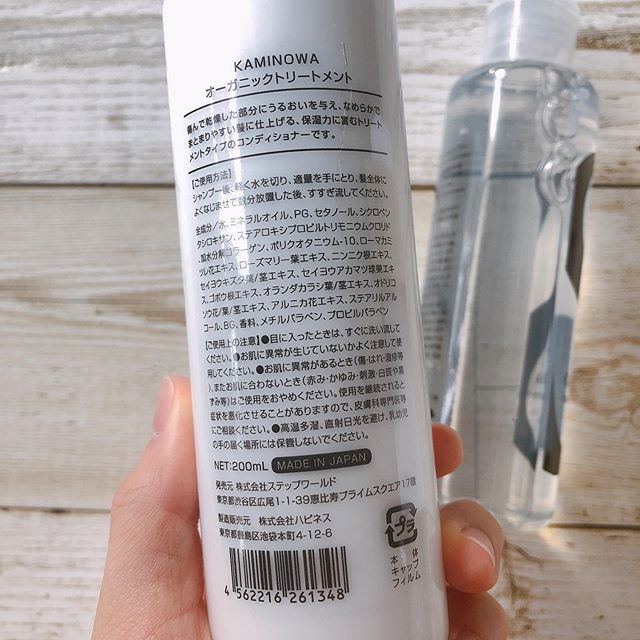 KAMINOWA
オーガニックトリートメント
傷んで乾燥した部分にうるおいを与え、なめらかで
まとまりやすい髪に仕上げる、保湿力に富むトリート
メントタイプのコンディショナーです。
【ご使用方法】
シャンプー後、軽く水を切り、適量を手にとり、髪全体に
よくなじませて数分放置した後、すすぎ流してください。
全成分/水、ミネラルオイル、PG、セタノール、シクロペン
タシロキサン、ステアロキシプロピルトリモニウムクロリド
、加水分解コラーゲン、ポリクオタニウム-10、ローマカミ
ツレ花エキス、ローズマリー葉エキス、ニンニク根エキス、
セイヨウキズタ葉/茎エキス、セイヨウアカマツ球果エキ
ス、ゴボウ根エキス、オランダカラシ葉/茎エキス、オドリコ
ソウ花/葉/茎エキス、アルニカ花エキス、ステアリルアル
コール、BG、香料、メチルパラベン、プロピルパラベン
【ご使用上の注意】●目に入ったときは、すぐに洗い流して
ください。●お肌に異常が生じていないかよく注意して使
用してください。●お肌に異常があるとき(傷・はれ・湿疹等
)、またお肌に合わないとき(赤み・かゆみ・刺激・白斑や黒
ずみ等)はご使用をおやめください。使用を継続されると
症状を悪化させることがありますので、皮膚科専門医等
にご相談ください。●高温多湿、直射日光を避け、乳幼児
の手の届く場所には保管しないでください。
NET:200mL MADE IN JAPAN
発売元 株式会社ステップワールド
東京都渋谷区広尾1-1-39恵比寿プライムスクエア17階
製造販売元 株式会社ハピネス
東京都豊島区池袋本町4-12-6
プラ
本体
キャップ
フィルム
4 562216 261348